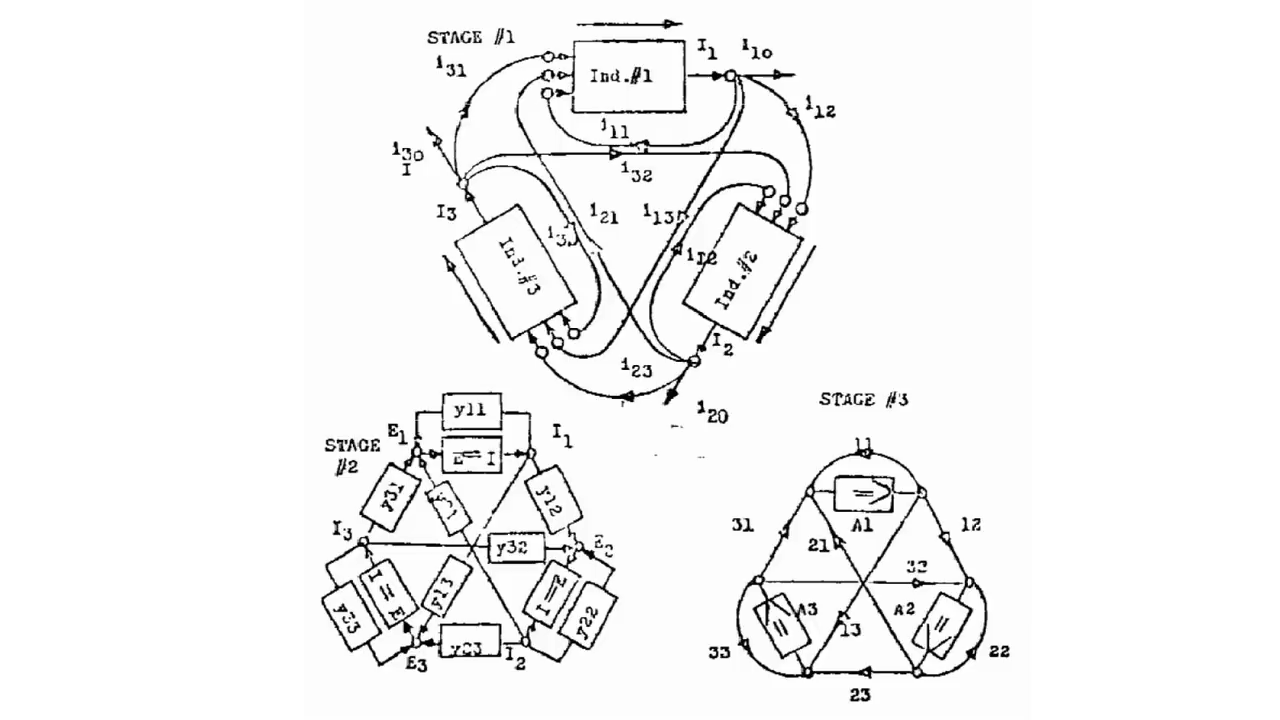 STAGE #1
I1
i10
i31
Ind.#1
i12
i11
i30
I
i32
I3
i21
i13
Ind.#3
Ind.#2
I2
i23
i20
STAGE #3
y11
E1
I1
STAGE
#2
E I
11
y31
y21
y12
31
A1
12
I3
y32
E2
21
32
y33
I = E
y13
I = E
y22
A3
A2
13
E3
y23
I2
33
22
23